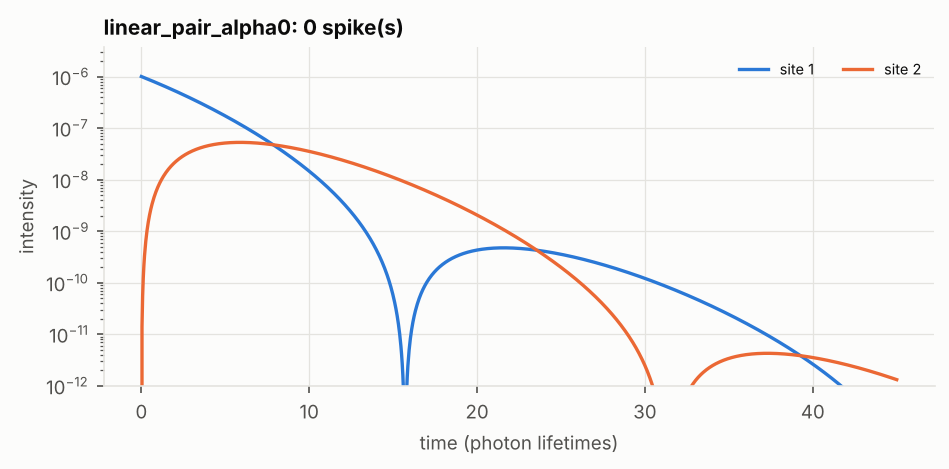 linear_pair_alpha0: 0 spike(s)
site 1
site 2
10⁻⁶
10⁻⁷
10⁻⁸
10⁻⁹
10⁻¹⁰
10⁻¹¹
10⁻¹²
intensity
0
10
20
30
40
time (photon lifetimes)